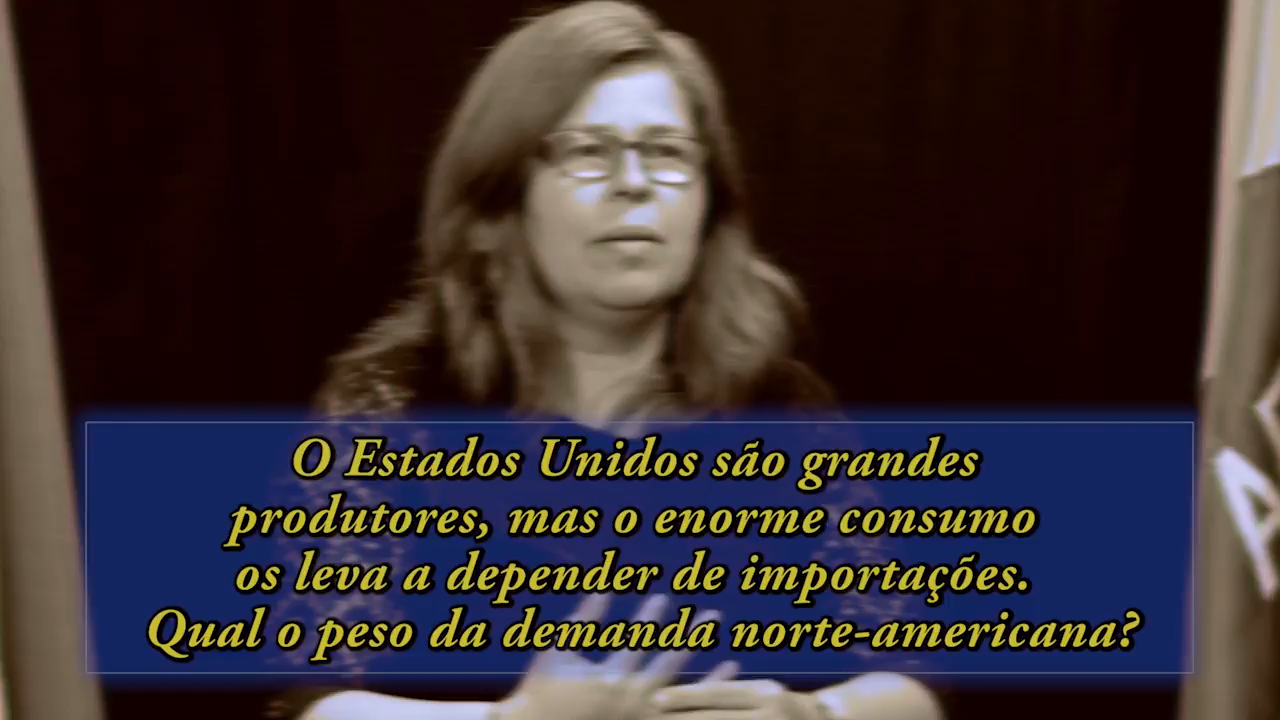 O Estados Unidos são grandes
produtores, mas o enorme consumo
os leva a depender de importações.
Qual o peso da demanda norte-americana?